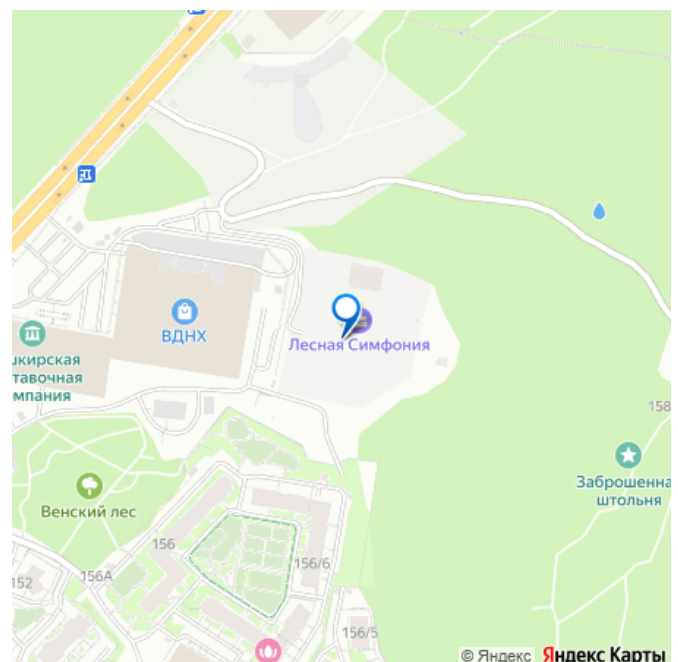 ВДНХ
Лесная Симфония
шкирская
тавочная
мпания
158
Заброшенна
штольня
Венский лес
156
152
156А
156/6
156/5
© Яндекс Яндекс Карты